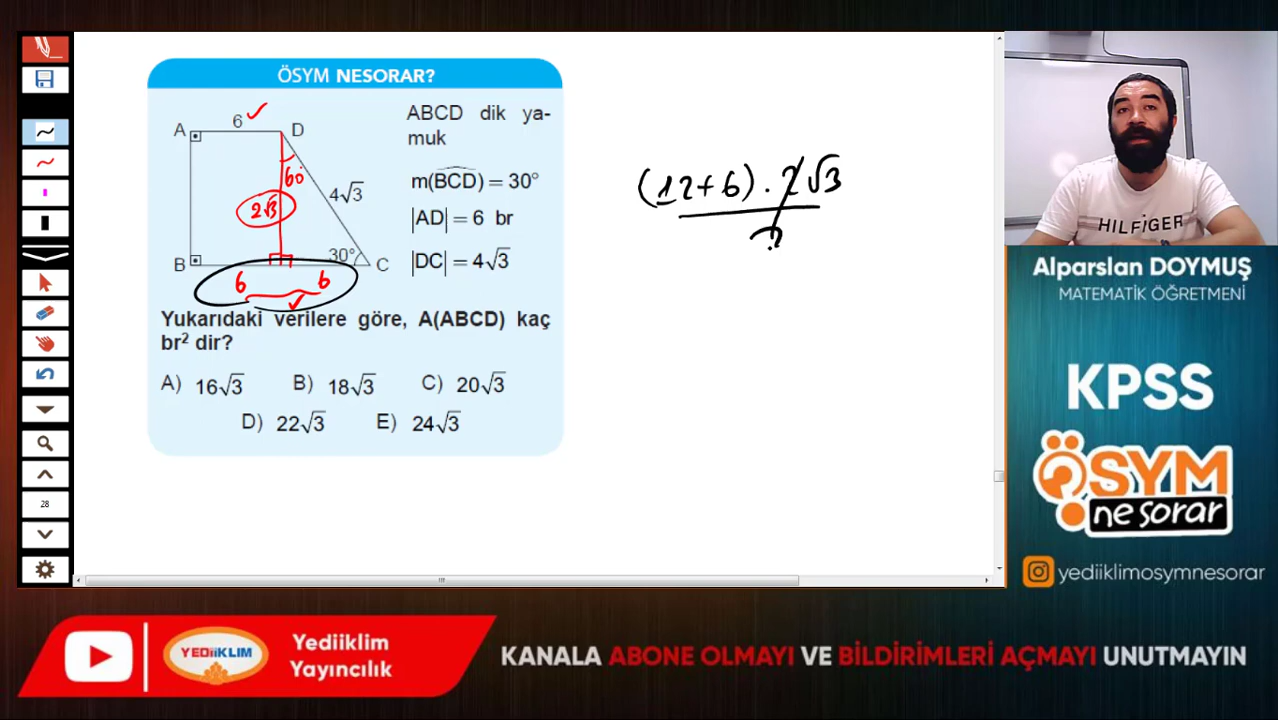 ÖSYM NESORAR?
A
6
D
60°
4√3
2√3
B
30°
C
6
6
ABCD dik ya-
muk
m(BCD) = 30°
|AD| = 6 br
|DC| = 4√3
Yukarıdaki verilere göre, A(ABCD) kaç
br² dir?
A) 16√3 B) 18√3 C) 20√3
D) 22√3 E) 24√3
(12+6) . 2√3
2
28
HILFIGER
Alparslan DOYMUŞ
MATEMATİK ÖĞRETMENİ
KPSS
ÖSYM
ne sorar
yediiklimosymnesorar
YEDİİKLİM
Yediiklim
Yayıncılık
KANALA ABONE OLMAYI VE BİLDİRİMLERİ AÇMAYI UNUTMAYIN